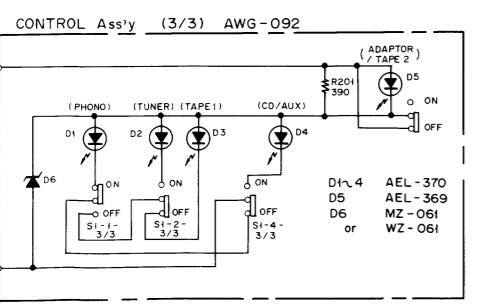 CONTROL Ass'y (3/3) AWG-092
(ADAPTOR / TAPE 2)
R201
390
D5
ON
OFF
(PHONO) (TUNER) (TAPE1) (CD/AUX)
D1 D2 D3 D4
D6
ON ON ON
OFF OFF OFF
S1-1-
3/3
S1-2-
3/3
S1-4-
3/3
D1~4 AEL-370
D5 AEL-369
D6 MZ-061
or WZ-061